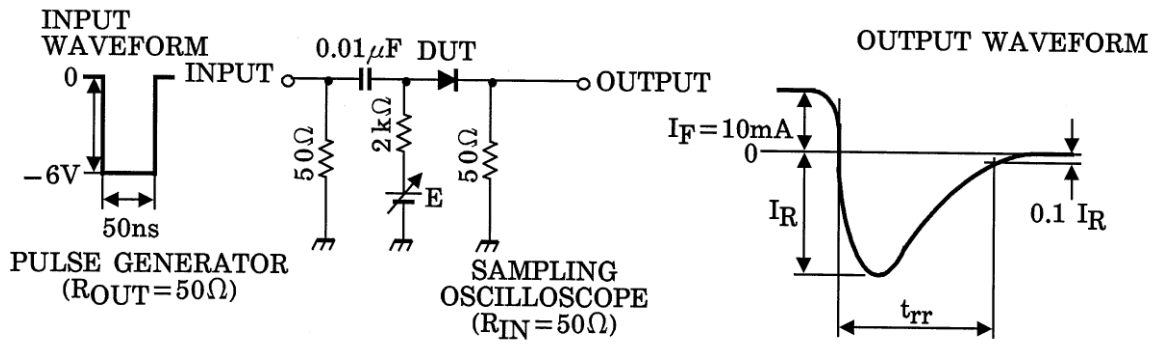 INPUT
WAVEFORM
0
−6V
50ns
PULSE GENERATOR
(ROUT=50Ω)
INPUT
0.01μF
DUT
OUTPUT
50Ω
2kΩ
E
50Ω
SAMPLING
OSCILLOSCOPE
(RIN=50Ω)
OUTPUT WAVEFORM
IF=10mA
0
IR
0.1 IR
trr